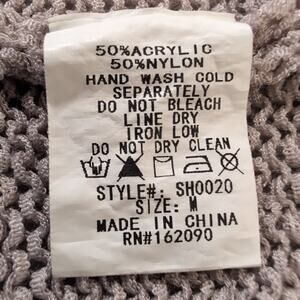 50%ACRYLIC
50%NYLON
HAND WASH COLD
SEPARATELY
DO NOT BLEACH
LINE DRY
IRON LOW
DO NOT DRY CLEAN
STYLE#: SH0020
SIZE: M
MADE IN CHINA
RN#162090